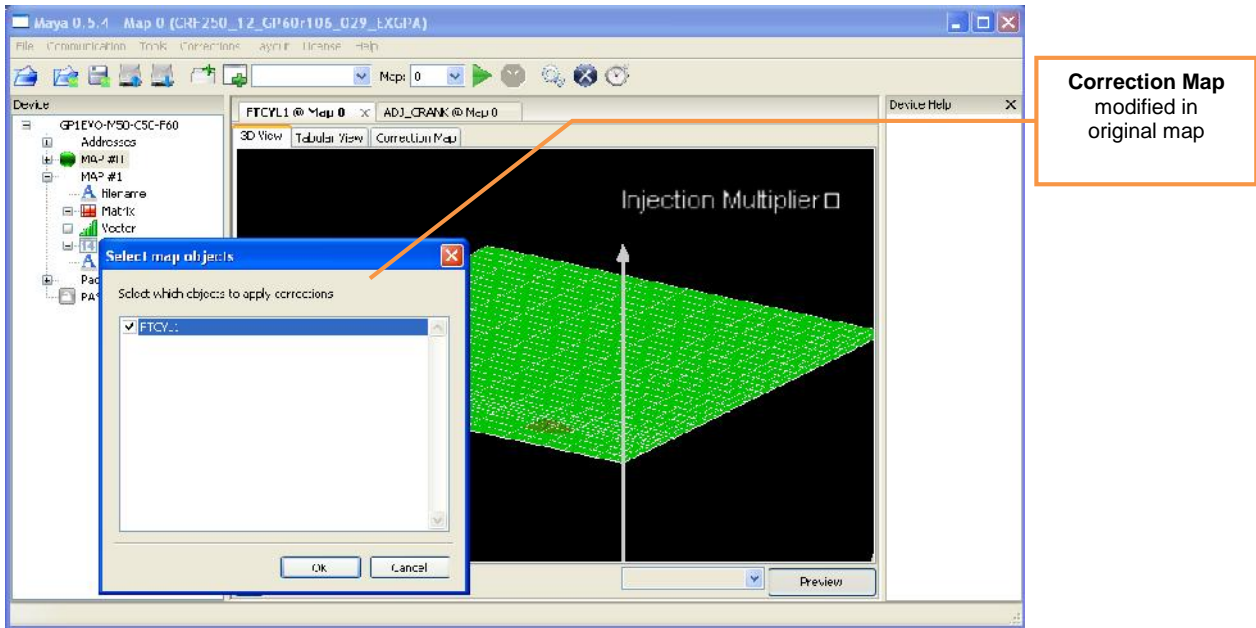 Maya 0.5.4 Map 0 (CRF250_12_GP60r106_029_EXGPA)
File Communication Tools Corrections Layout License Help
Map: 0
Device
GP1EVO-M50-C5C-F60
Addresses
MAP #0
MAP #1
Filename
Matrix
Vector
FTCYL1 @ Map 0 ADJ_CRANK @ Map 0
3D View Tabular View Correction Map
Injection Multiplier
Device Help
Correction Map
modified in
original map
Select map objects
Select which objects to apply corrections
FTCYL1
Ok Cancel
Preview